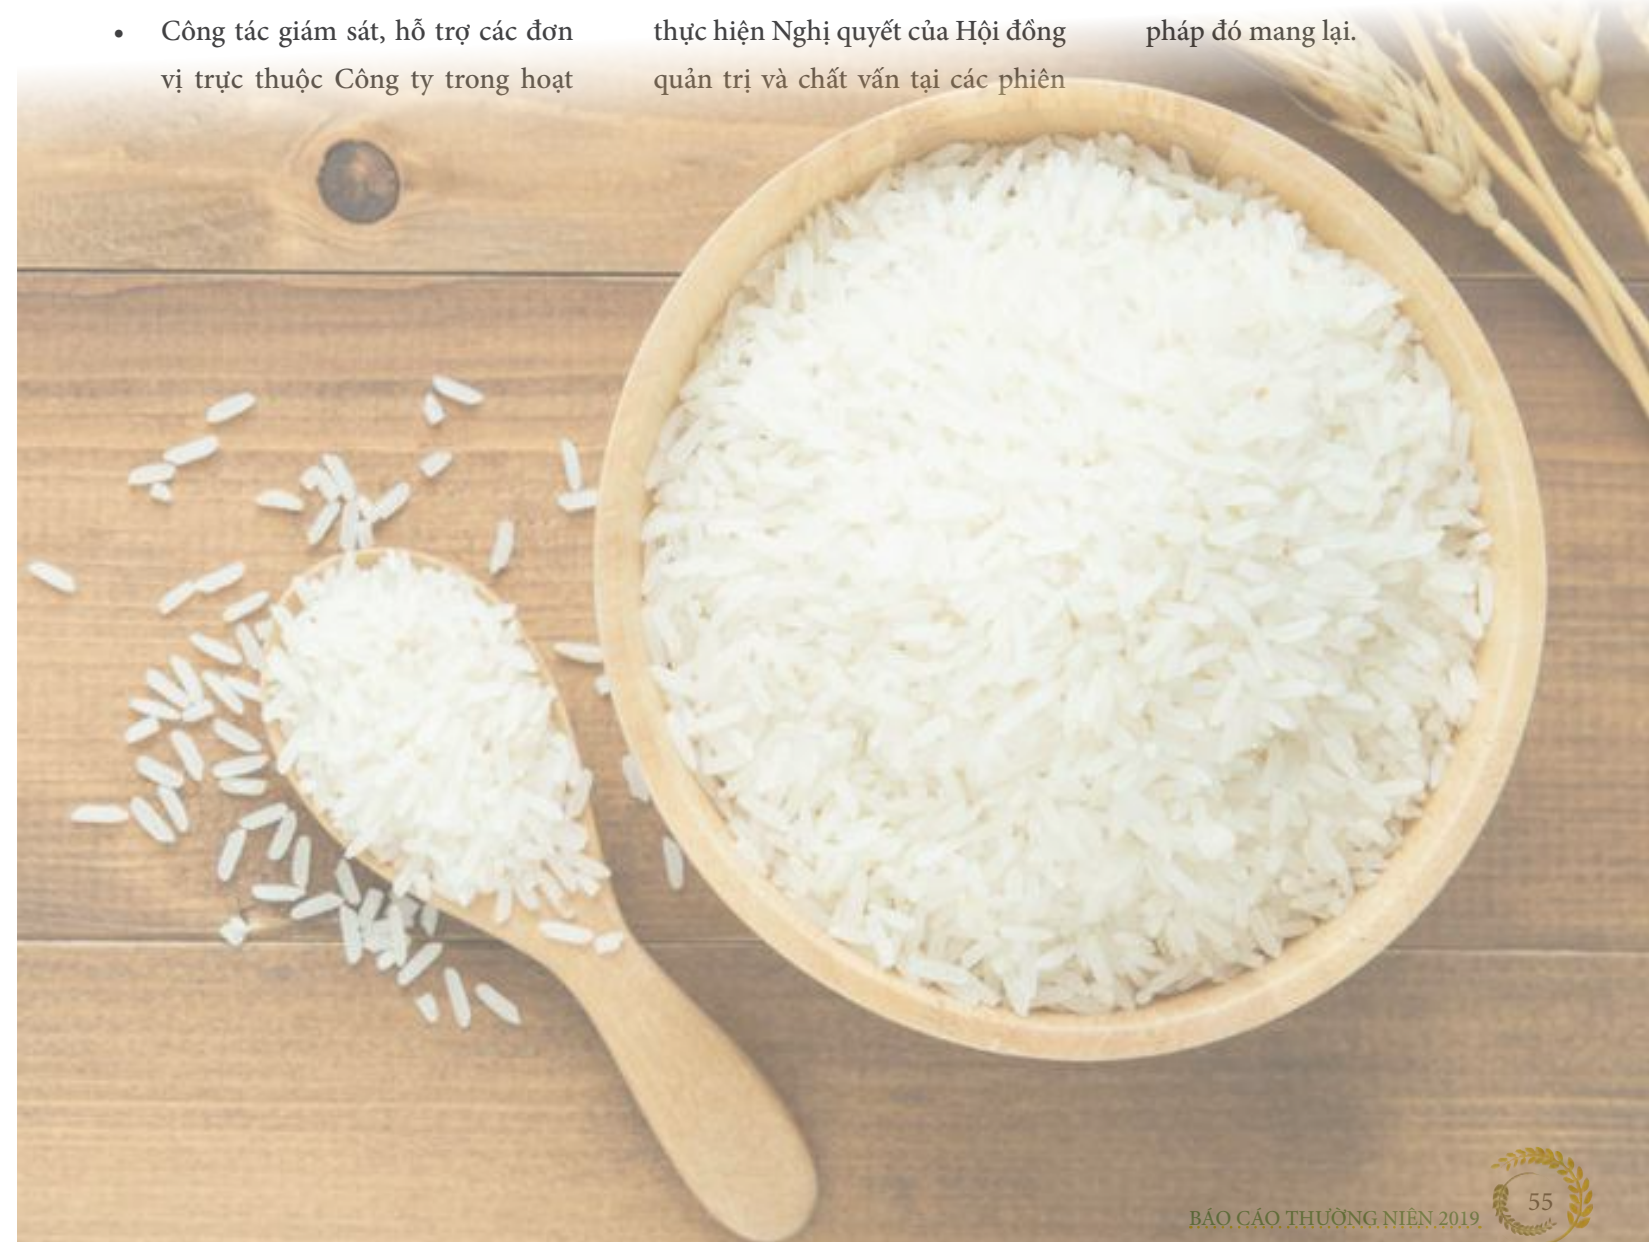 • Công tác giám sát, hỗ trợ các đơn
vị trực thuộc Công ty trong hoạt
thực hiện Nghị quyết của Hội đồng
quản trị và chất vấn tại các phiên
pháp đó mang lại.
BÁO CÁO THƯỜNG NIÊN 2019
55